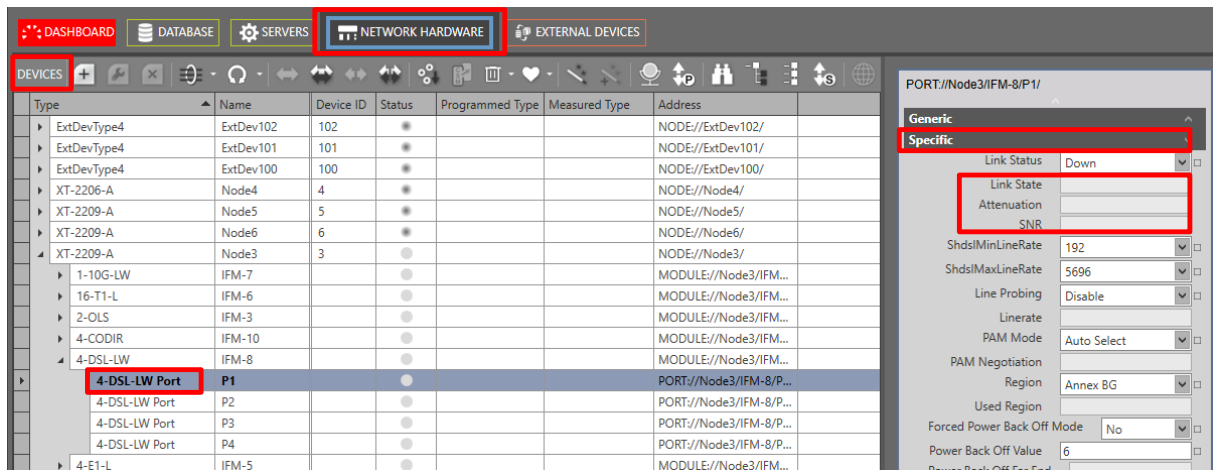 DASHBOARD DATABASE SERVERS NETWORK HARDWARE EXTERNAL DEVICES
DEVICES
Type Name Device ID Status Programmed Type Measured Type Address
ExtDevType4 ExtDev102 102 NODE://ExtDev102/
ExtDevType4 ExtDev101 101 NODE://ExtDev101/
ExtDevType4 ExtDev100 100 NODE://ExtDev100/
XT-2206-A Node4 4 NODE://Node4/
XT-2209-A Node5 5 NODE://Node5/
XT-2209-A Node6 6 NODE://Node6/
XT-2209-A Node3 3 NODE://Node3/
1-10G-LW IFM-7 MODULE://Node3/IFM...
16-T1-L IFM-6 MODULE://Node3/IFM...
2-OLS IFM-3 MODULE://Node3/IFM...
4-CODIR IFM-10 MODULE://Node3/IFM...
4-DSL-LW IFM-8 MODULE://Node3/IFM...
4-DSL-LW Port P1 PORT://Node3/IFM-8/P...
4-DSL-LW Port P2 PORT://Node3/IFM-8/P...
4-DSL-LW Port P3 PORT://Node3/IFM-8/P...
4-DSL-LW Port P4 PORT://Node3/IFM-8/P...
4-E1-L IFM-5 MODULE://Node3/IFM...
PORT://Node3/IFM-8/P1/
Generic
Specific
Link Status Down
Link State
Attenuation
SNR
ShdslMinLineRate 192
ShdslMaxLineRate 5696
Line Probing Disable
Linerate
PAM Mode Auto Select
PAM Negotiation
Region Annex BG
Used Region
Forced Power Back Off Mode No
Power Back Off Value 6
Power Back Off Far End